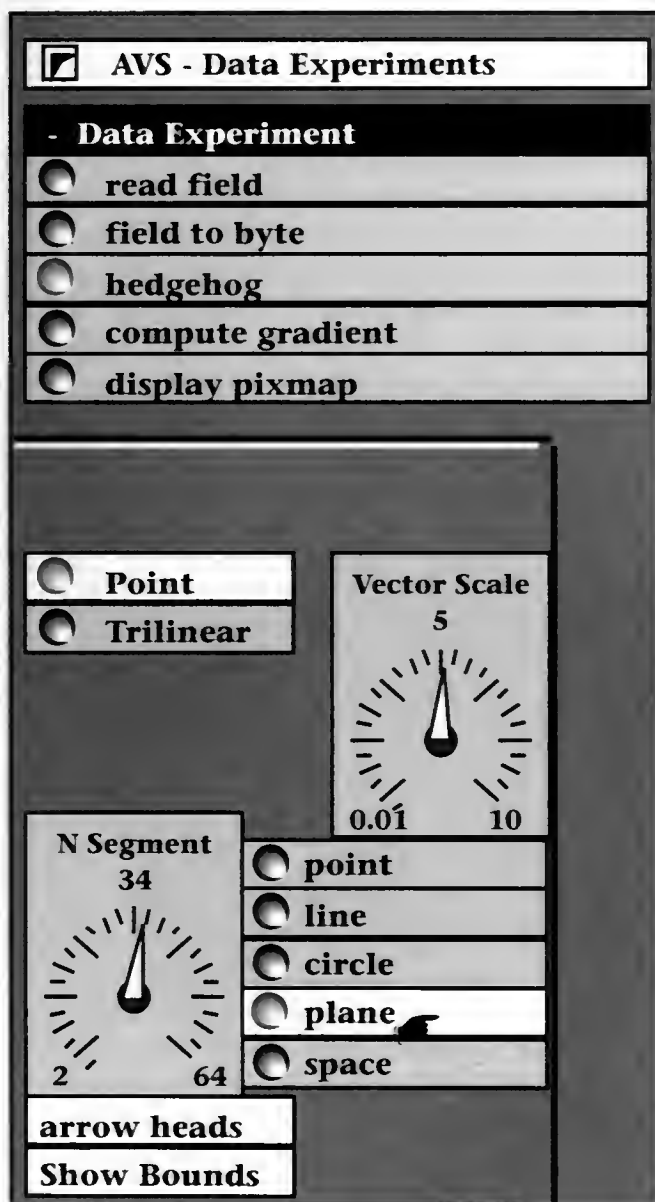 AVS - Data Experiments
- Data Experiment
read field
field to byte
hedgehog
compute gradient
display pixmap
Point
Trilinear
Vector Scale
5
0.01 10
N Segment
34
2 64
point
line
circle
plane
space
arrow heads
Show Bounds